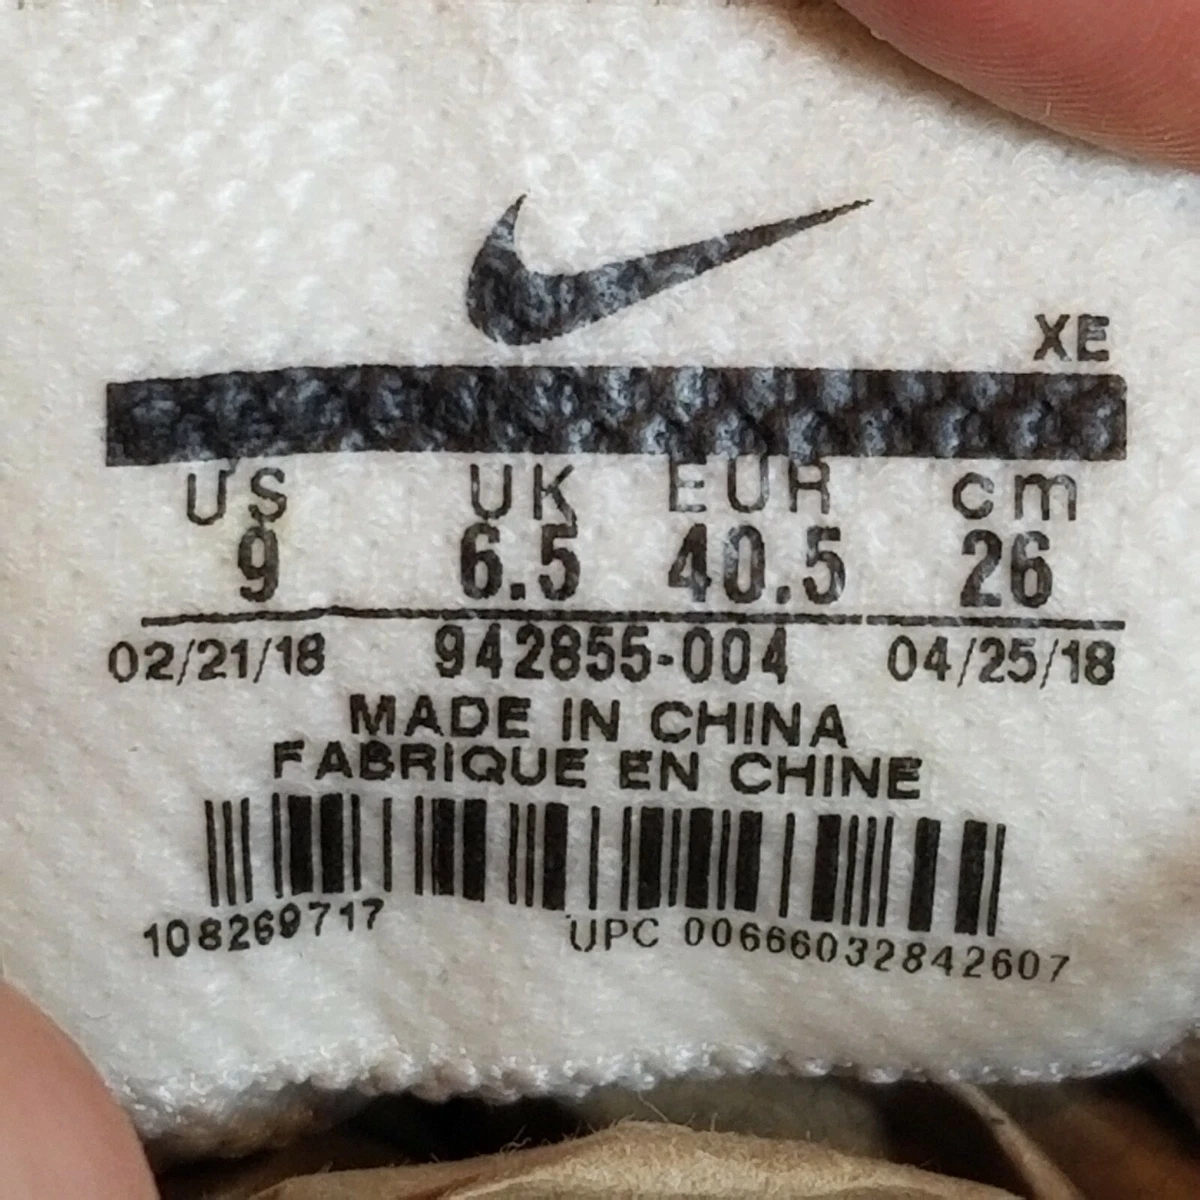 XE
US UK EUR cm
9 6.5 40.5 26
02/21/18 942855-004 04/25/18
MADE IN CHINA
FABRIQUE EN CHINE
108269717 UPC 00666032842607